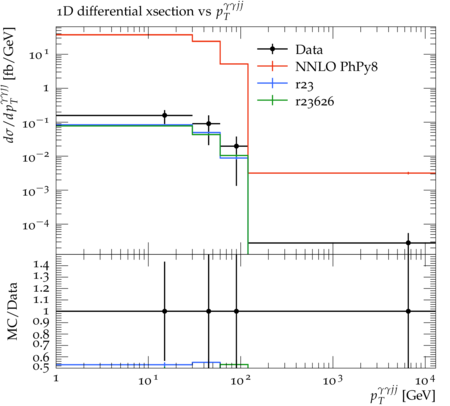 1D differential xsection vs p_T^{γγjj}
dσ/dp_T^{γγjj} [fb/GeV]
10^1
1
10^−1
10^−2
10^−3
10^−4
Data
NNLO PhPy8
r23
r23626
MC/Data
1.4
1.3
1.2
1.1
1
0.9
0.8
0.7
0.6
0.5
1 10^1 10^2 10^3 10^4
p_T^{γγjj} [GeV]